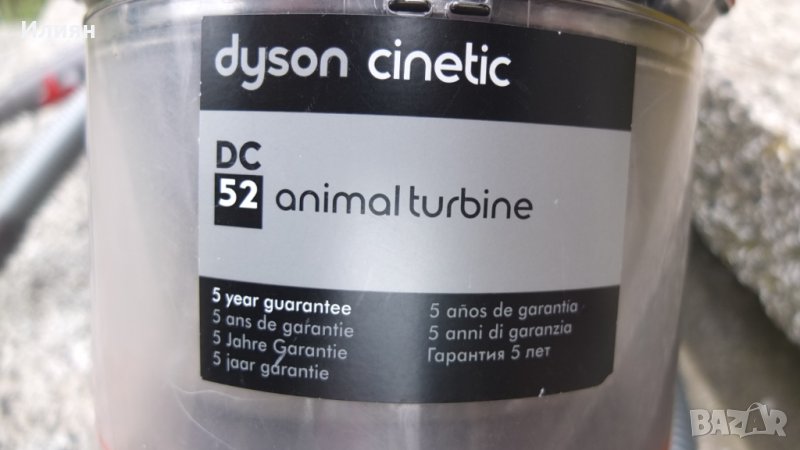 Илиян
dyson cinetic
DC
52 animal turbine
5 year guarantee
5 ans de garantie
5 Jahre Garantie
5 jaar garantie
5 años de garantia
5 anni di garanzia
Гарантия 5 лет
BAZAR